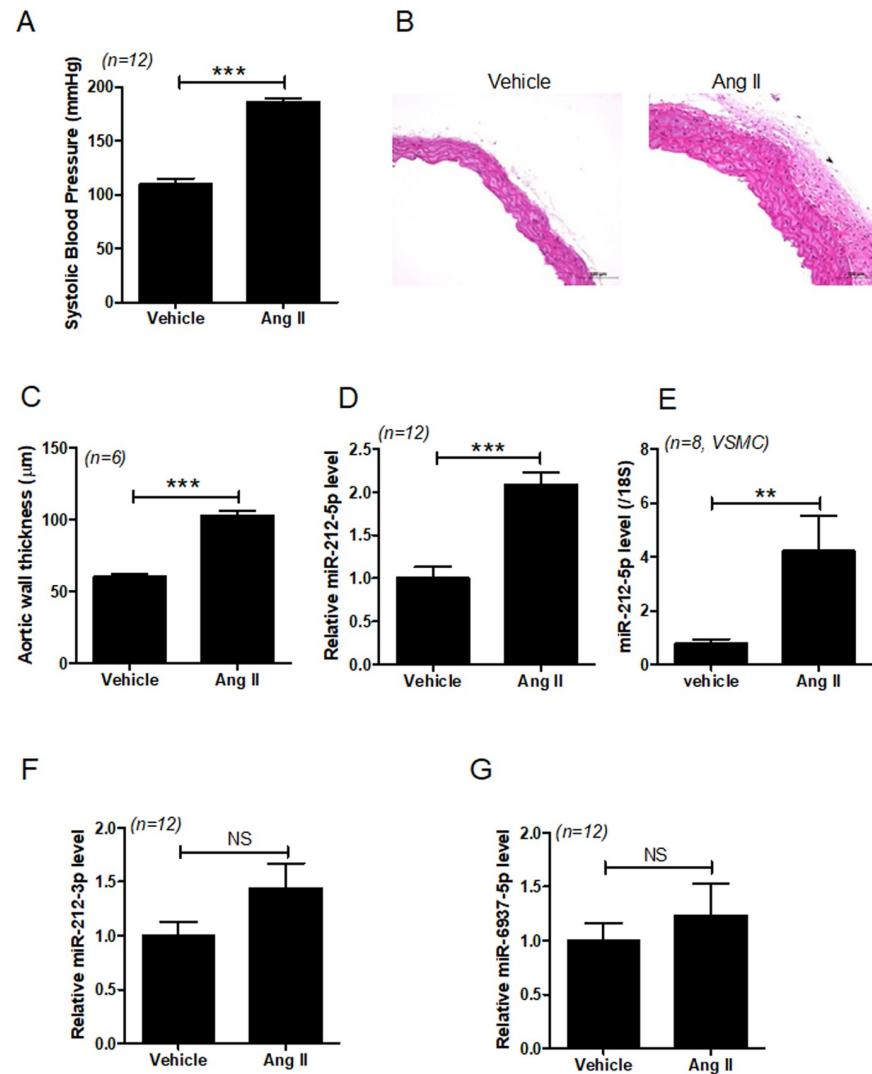 A
(n=12)
***
Systolic Blood Pressure (mmHg)
200
150
100
50
0
Vehicle
Ang II
B
Vehicle
Ang II
C
(n=6)
***
Aortic wall thickness (μm)
150
100
50
0
Vehicle
Ang II
D
(n=12)
***
Relative miR-212-5p level
2.5
2.0
1.5
1.0
0.5
0.0
Vehicle
Ang II
E
(n=8, VSMC)
**
miR-212-5p level (/18S)
8
6
4
2
0
vehicle
Ang II
F
(n=12)
NS
Relative miR-212-3p level
2.0
1.5
1.0
0.5
0.0
Vehicle
Ang II
G
(n=12)
NS
Relative miR-6937-5p level
2.0
1.5
1.0
0.5
0.0
Vehicle
Ang II